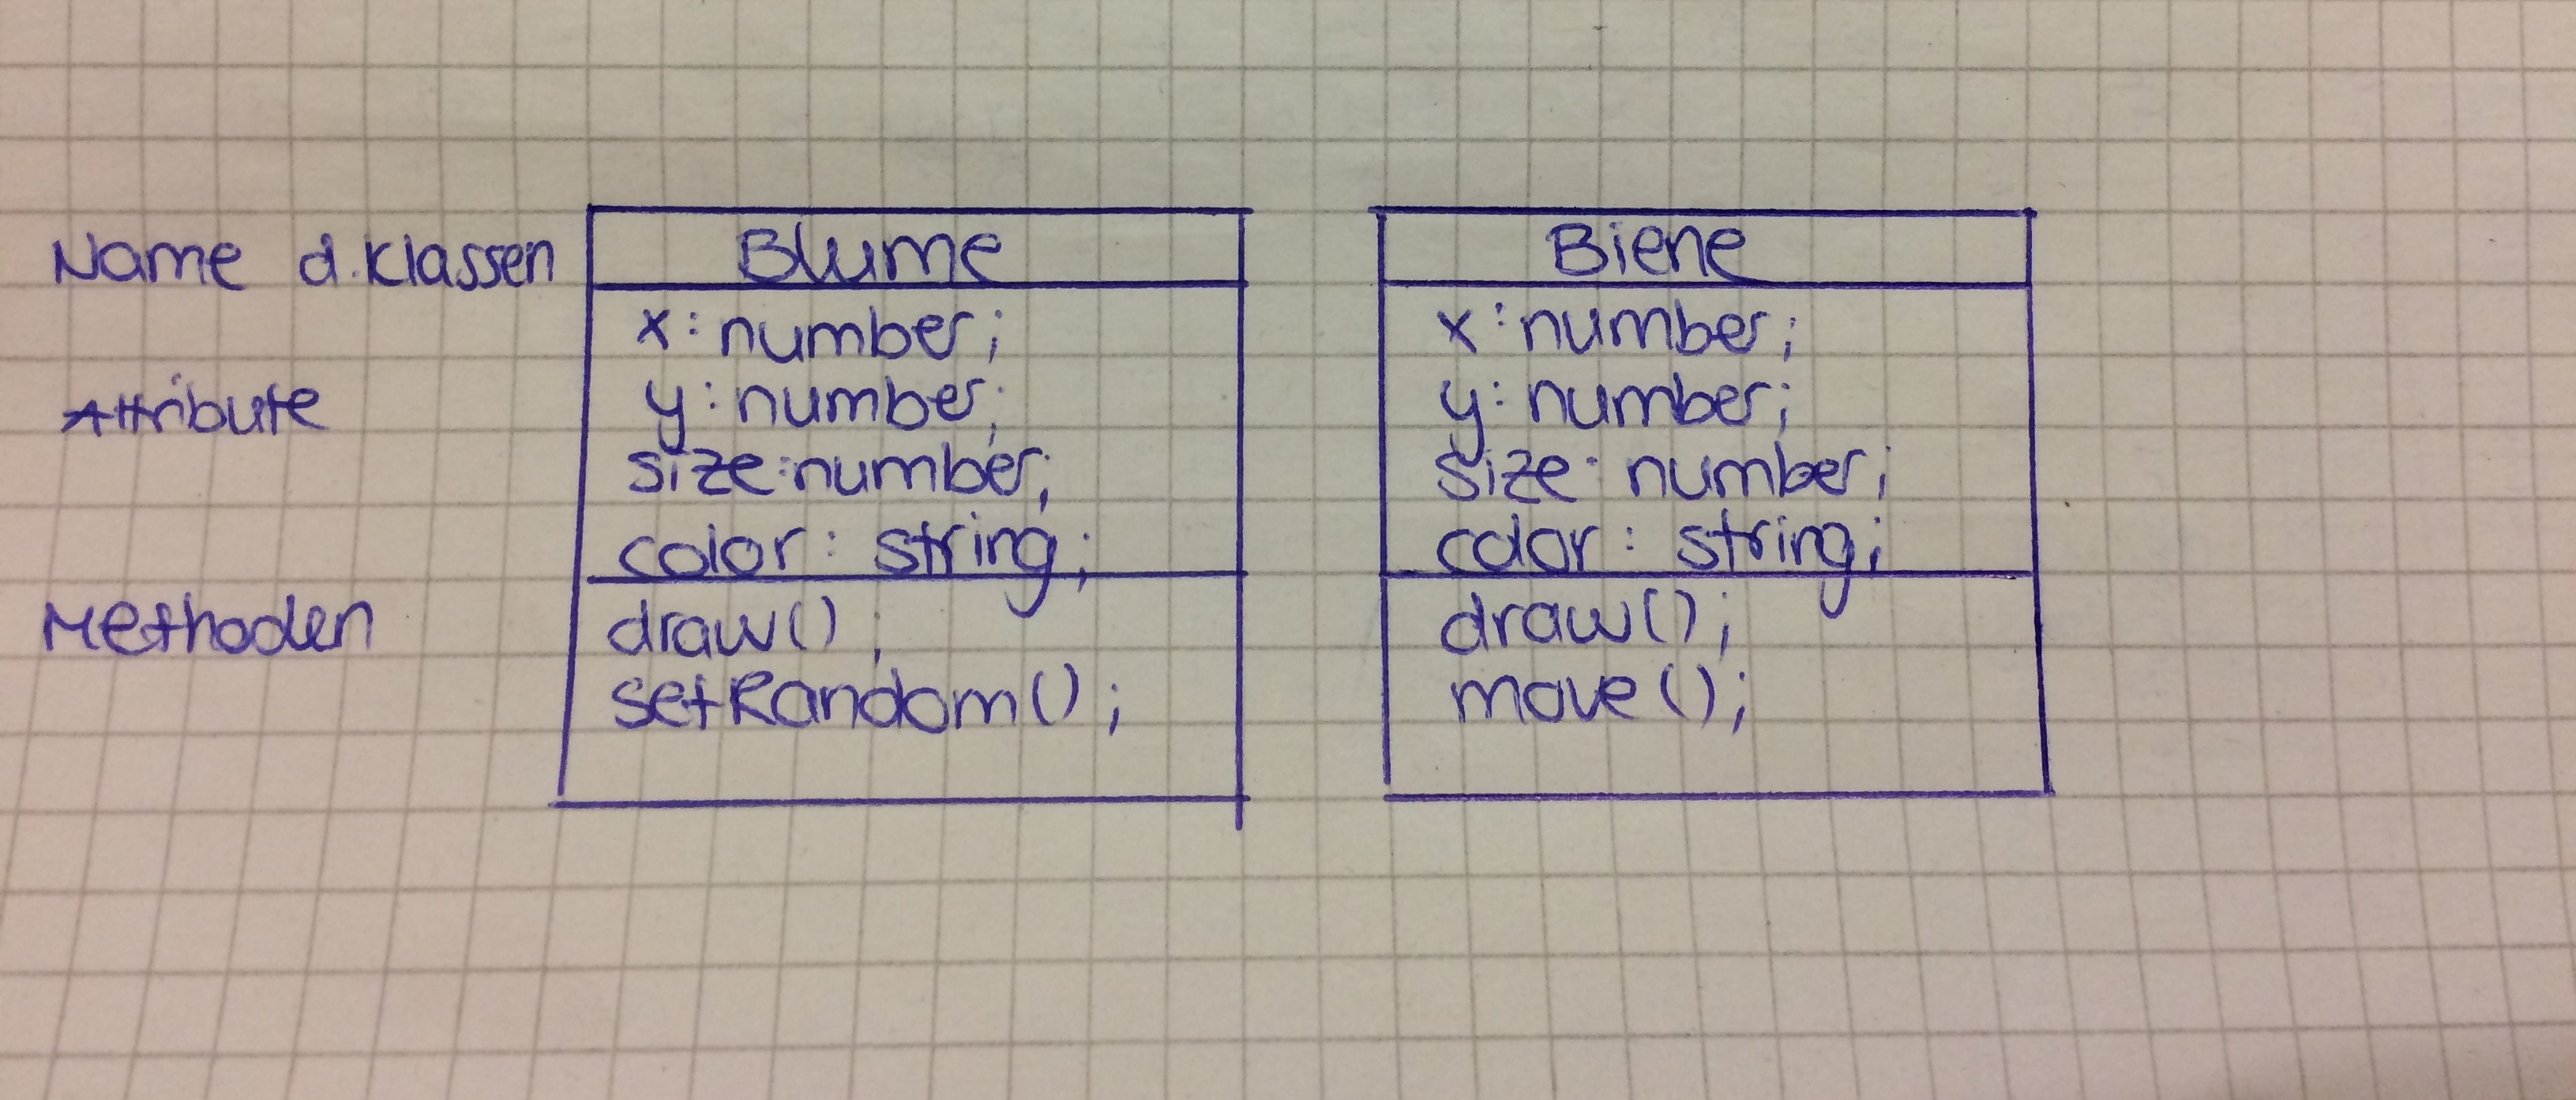 Name d. Klassen
Blume
Biene
Attribute
x: number;
y: number;
size: number;
color: string;
x: number;
y: number;
size: number;
color: string;
Methoden
draw();
setRandom();
draw();
move();